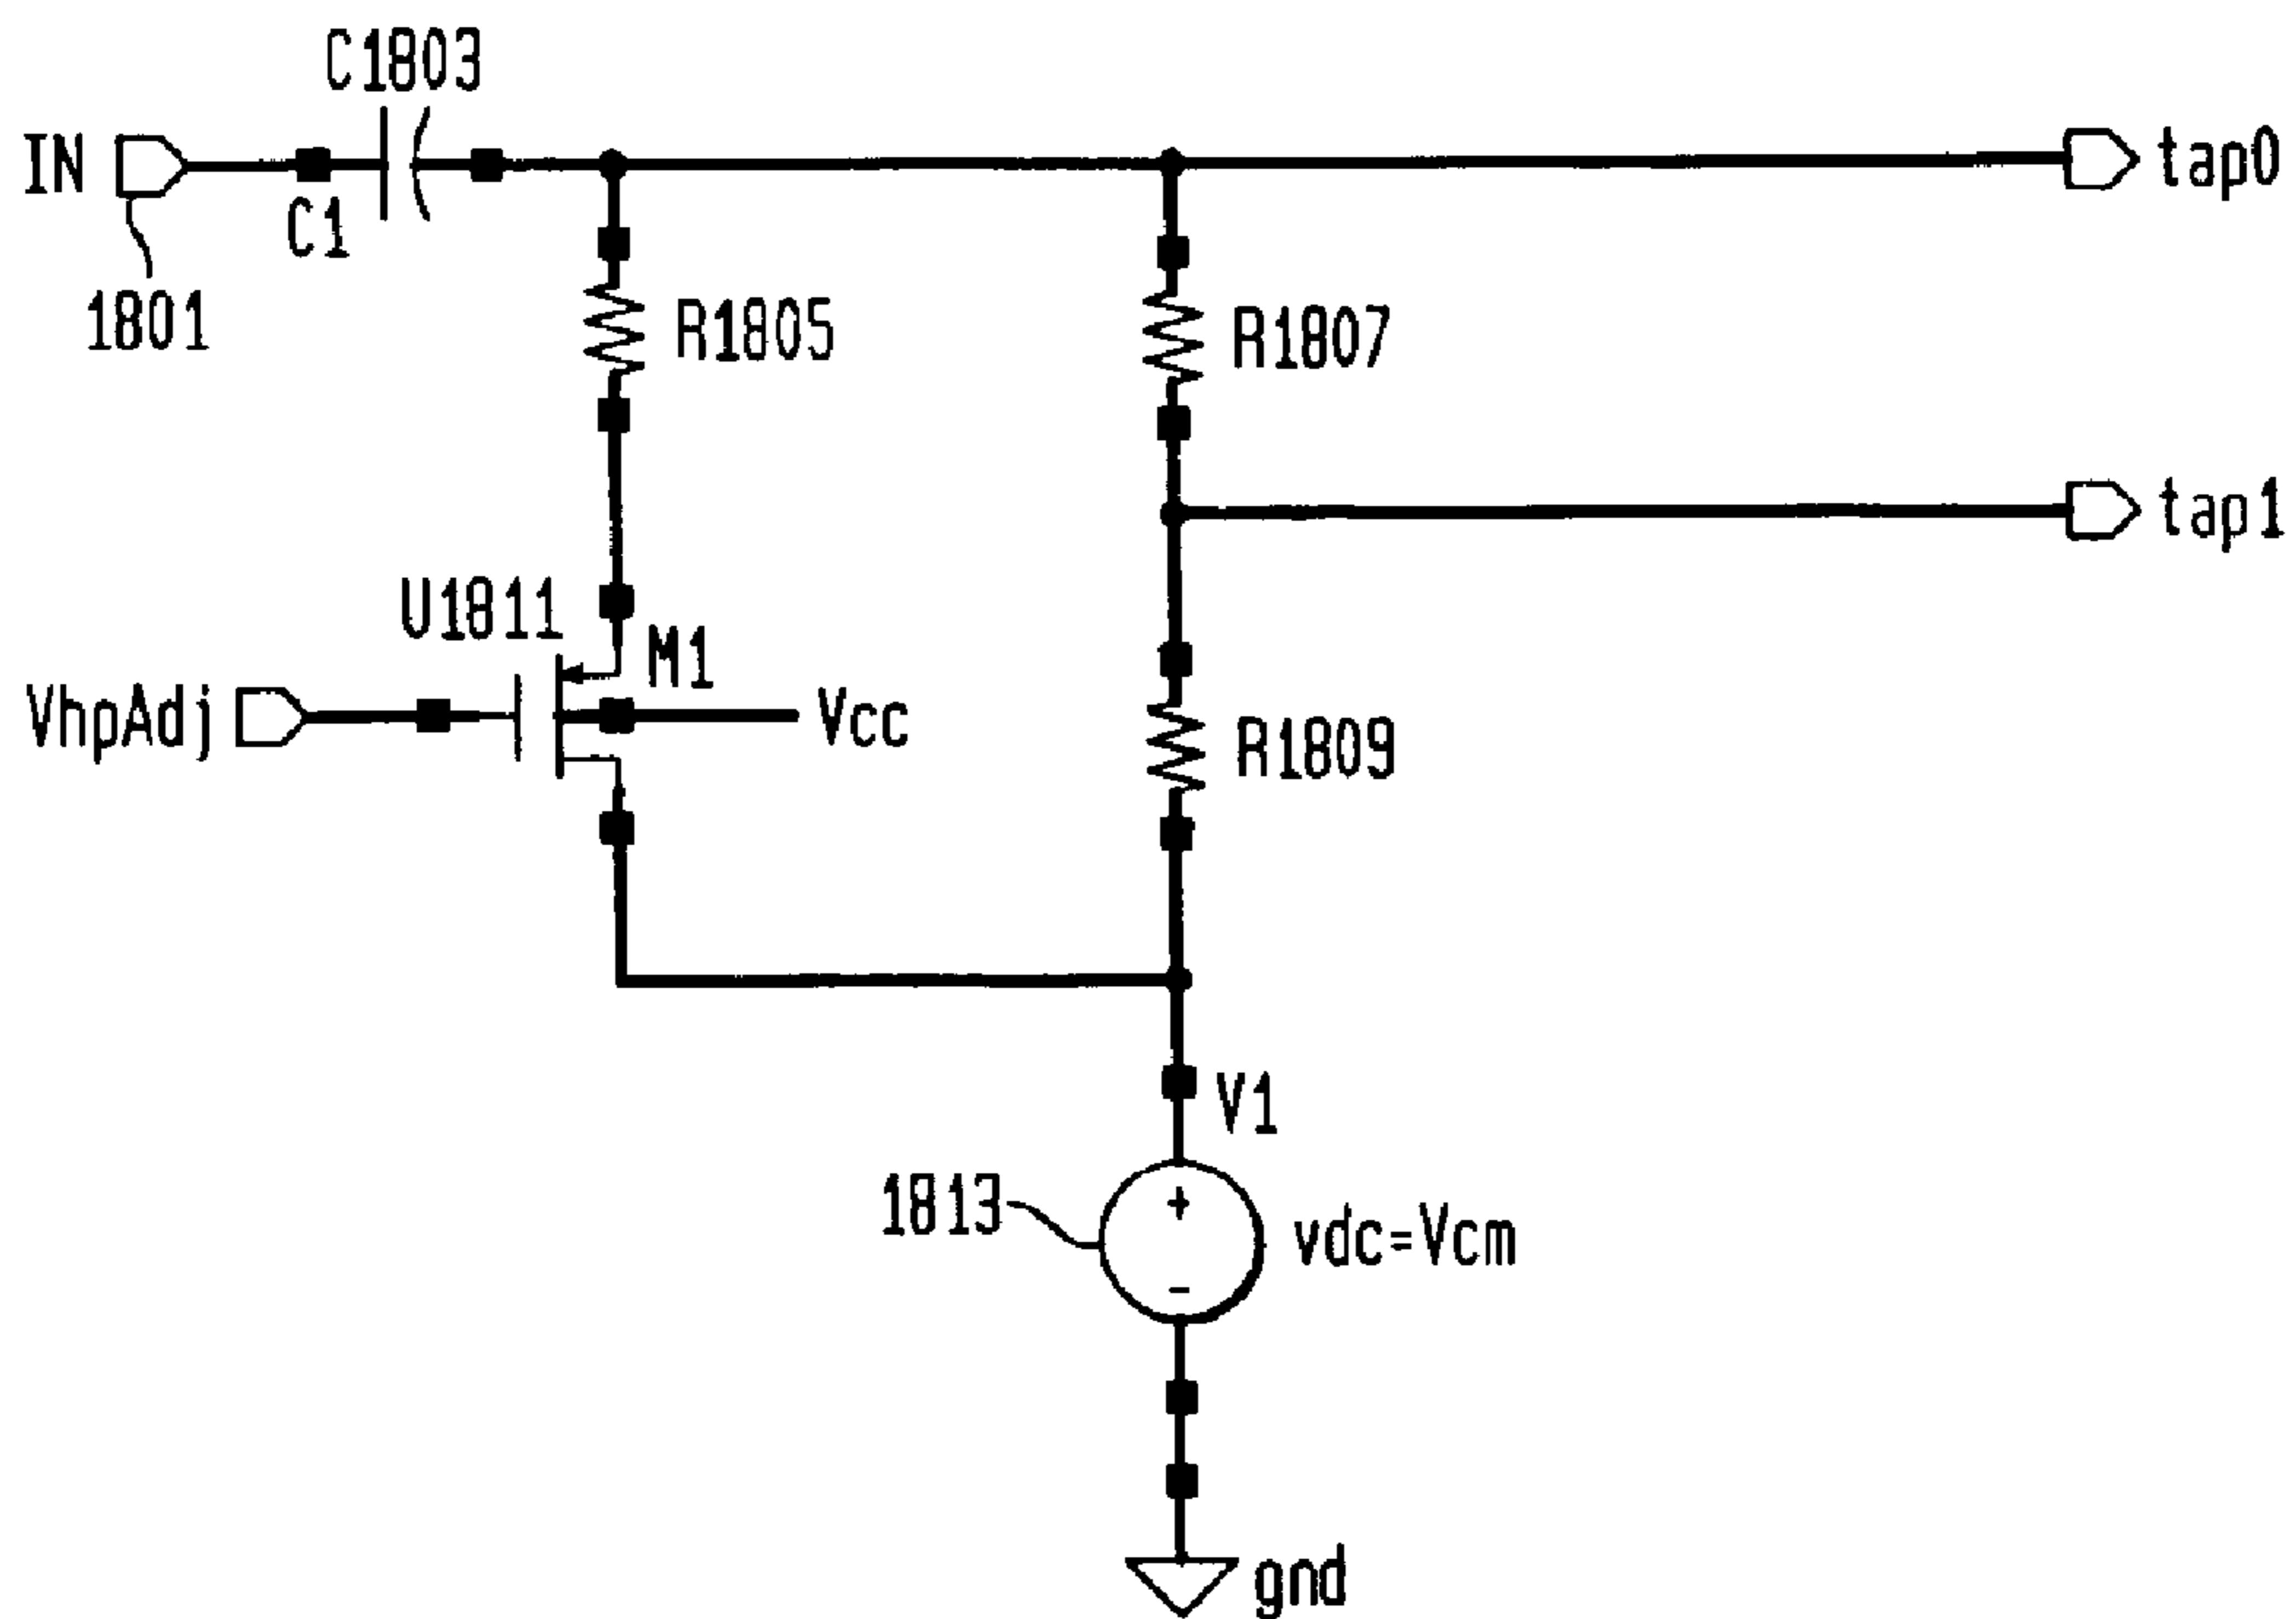 C1803
IN
tap0
C1
1801
R1805
R1807
tap1
U1811
M1
VhpAdj
Vcc
R1809
V1
1813
+
vdc=Vcm
-
gnd